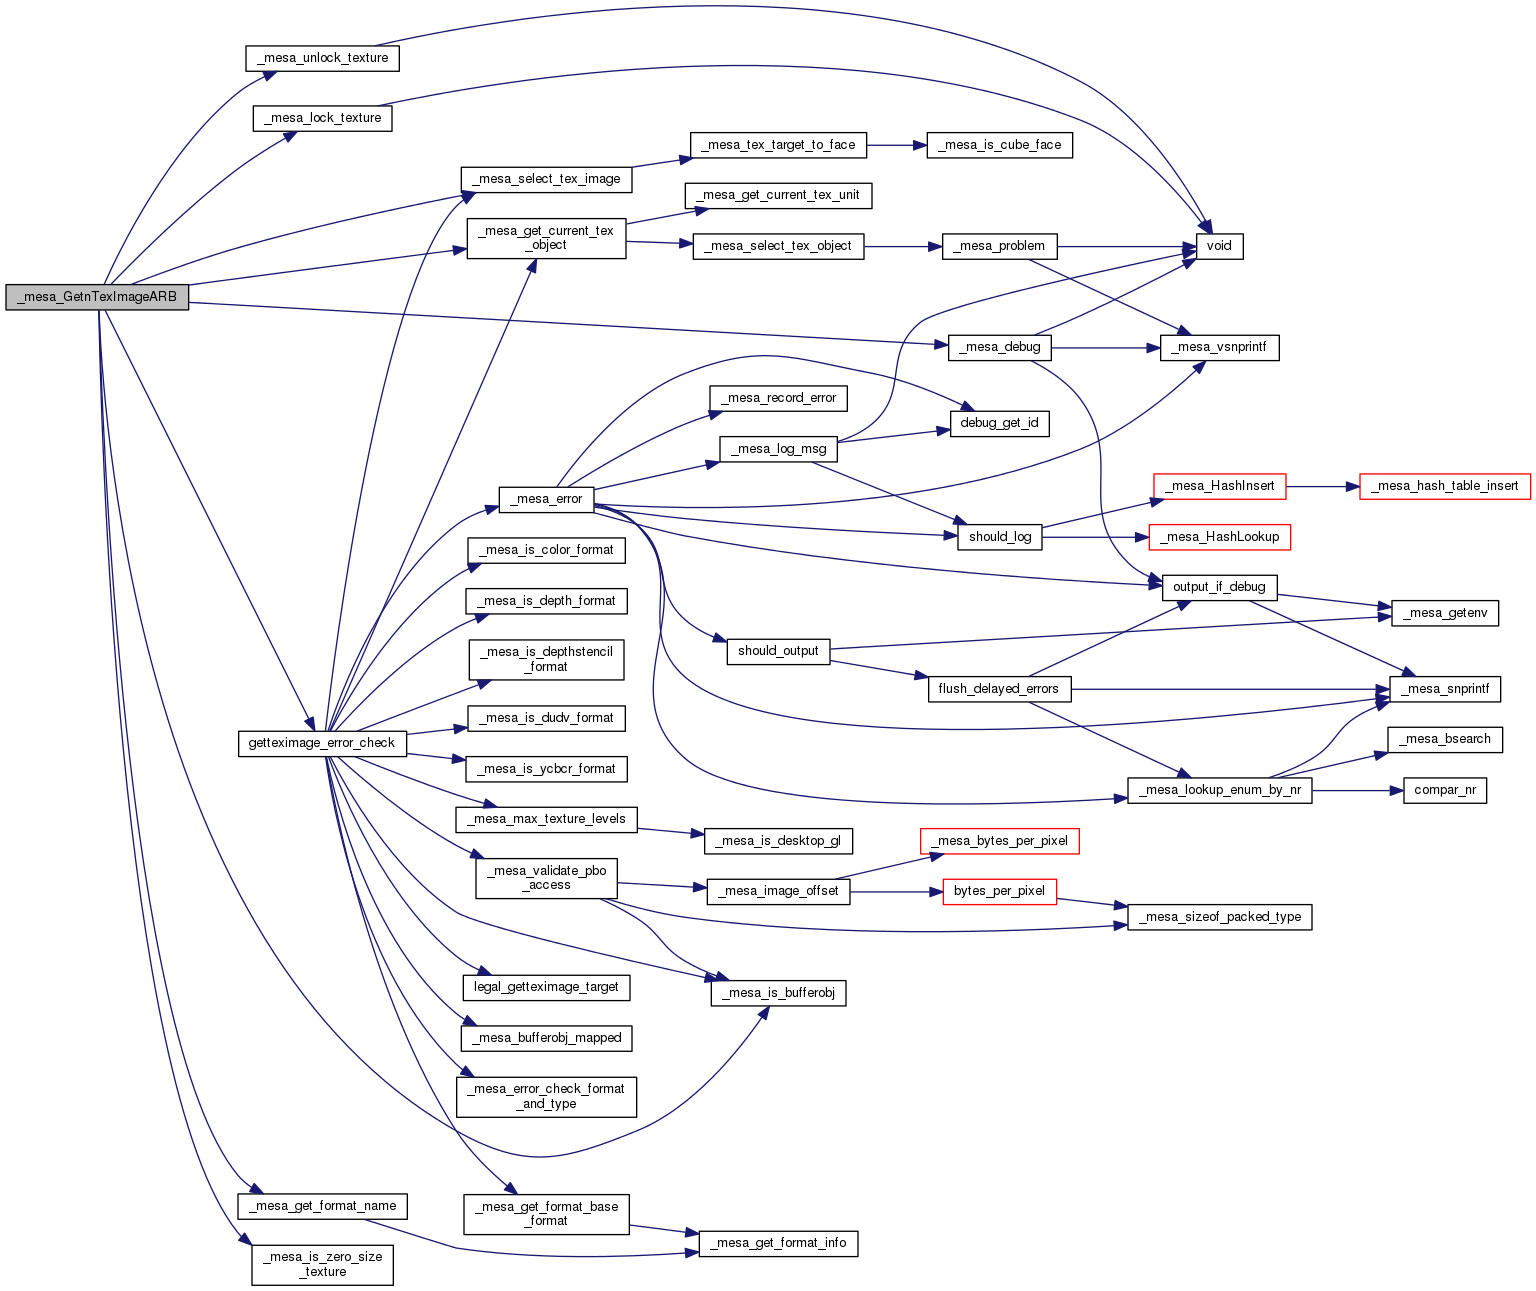 _mesa_unlock_texture
_mesa_lock_texture
_mesa_tex_target_to_face
_mesa_is_cube_face
_mesa_select_tex_image
_mesa_get_current_tex_unit
_mesa_get_current_tex
_object
_mesa_select_tex_object
_mesa_problem
void
_mesa_GetnTexImageARB
_mesa_debug
_mesa_vsnprintf
_mesa_record_error
debug_get_id
_mesa_log_msg
_mesa_error
_mesa_HashInsert
_mesa_hash_table_insert
should_log
_mesa_HashLookup
_mesa_is_color_format
output_if_debug
_mesa_is_depth_format
_mesa_getenv
_mesa_is_depthstencil
_format
should_output
flush_delayed_errors
_mesa_snprintf
_mesa_is_dudv_format
getteximage_error_check
_mesa_bsearch
_mesa_is_ycbcr_format
_mesa_lookup_enum_by_nr
compar_nr
_mesa_max_texture_levels
_mesa_is_desktop_gl
_mesa_bytes_per_pixel
_mesa_validate_pbo
_access
_mesa_image_offset
bytes_per_pixel
_mesa_sizeof_packed_type
legal_getteximage_target
_mesa_is_bufferobj
_mesa_bufferobj_mapped
_mesa_error_check_format
_and_type
_mesa_get_format_name
_mesa_get_format_base
_format
_mesa_get_format_info
_mesa_is_zero_size
_texture